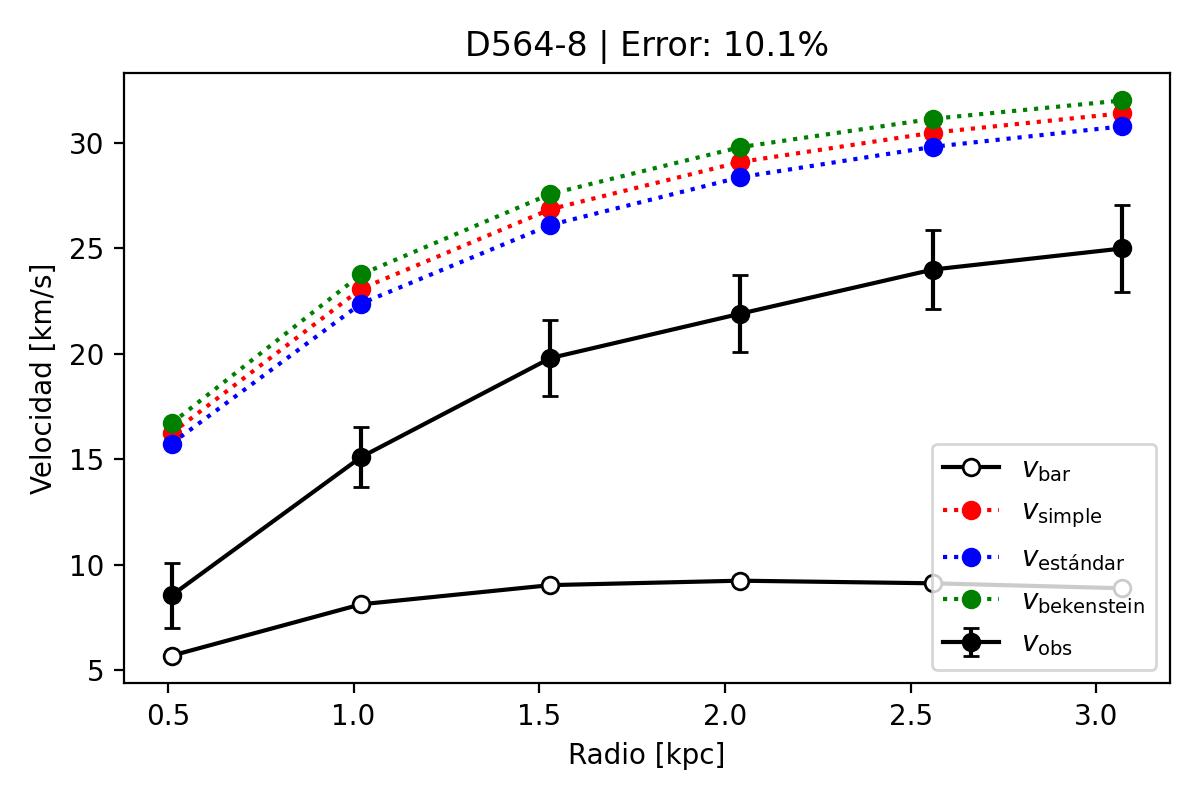 D564-8 | Error: 10.1%
Velocidad [km/s]
30
25
20
15
10
5
v_bar
v_simple
v_estándar
v_bekenstein
v_obs
0.5 1.0 1.5 2.0 2.5 3.0
Radio [kpc]